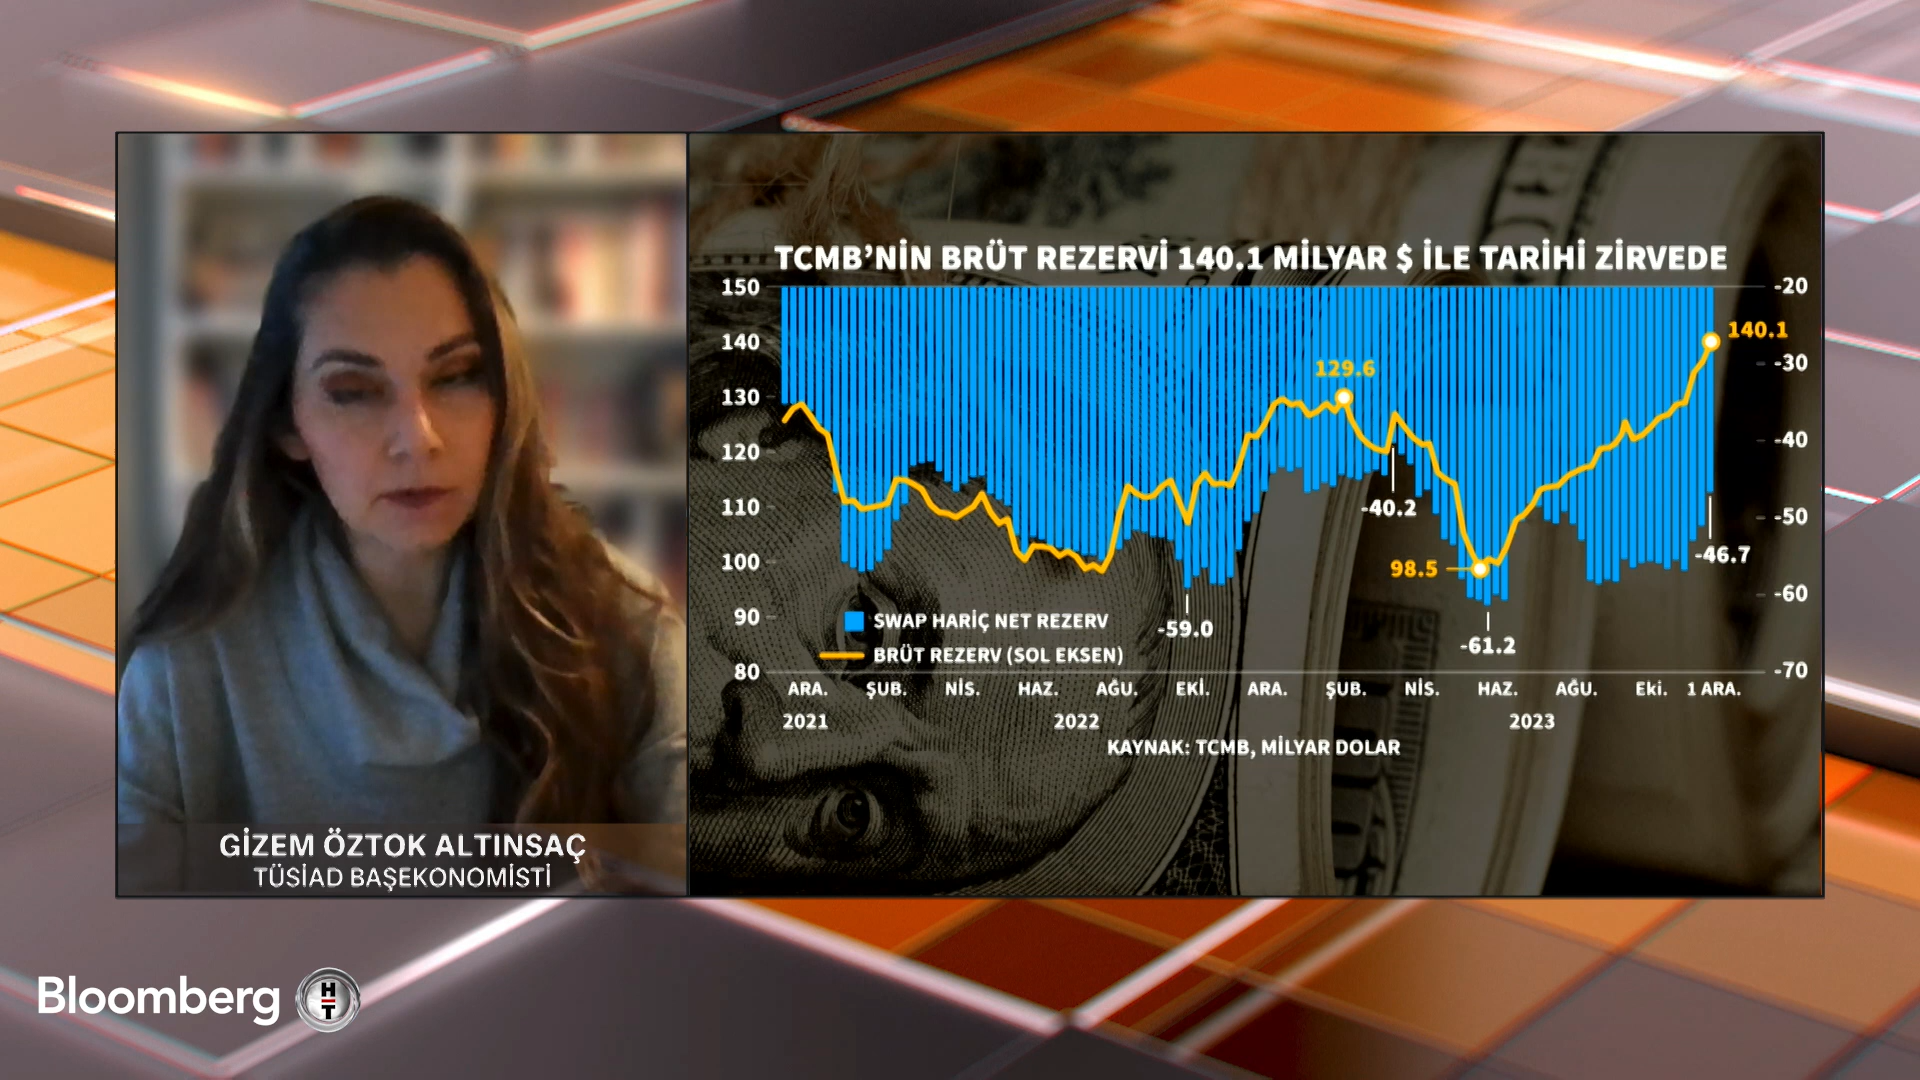 TCMB'NİN BRÜT REZERVİ 140.1 MİLYAR $ İLE TARİHİ ZİRVEDE
150
140
130
120
110
100
90
80
-20
-30
-40
-50
-60
-70
140.1
129.6
-40.2
98.5
-46.7
-59.0
-61.2
SWAP HARİÇ NET REZERV
BRÜT REZERV (SOL EKSEN)
ARA. ŞUB. NİS. HAZ. AĞU. EKİ. ARA. ŞUB. NİS. HAZ. AĞU. Eki. 1 ARA.
2021 2022 2023
KAYNAK: TCMB, MİLYAR DOLAR
GİZEM ÖZTOK ALTINSAÇ
TÜSİAD BAŞEKONOMİSTİ
Bloomberg HT